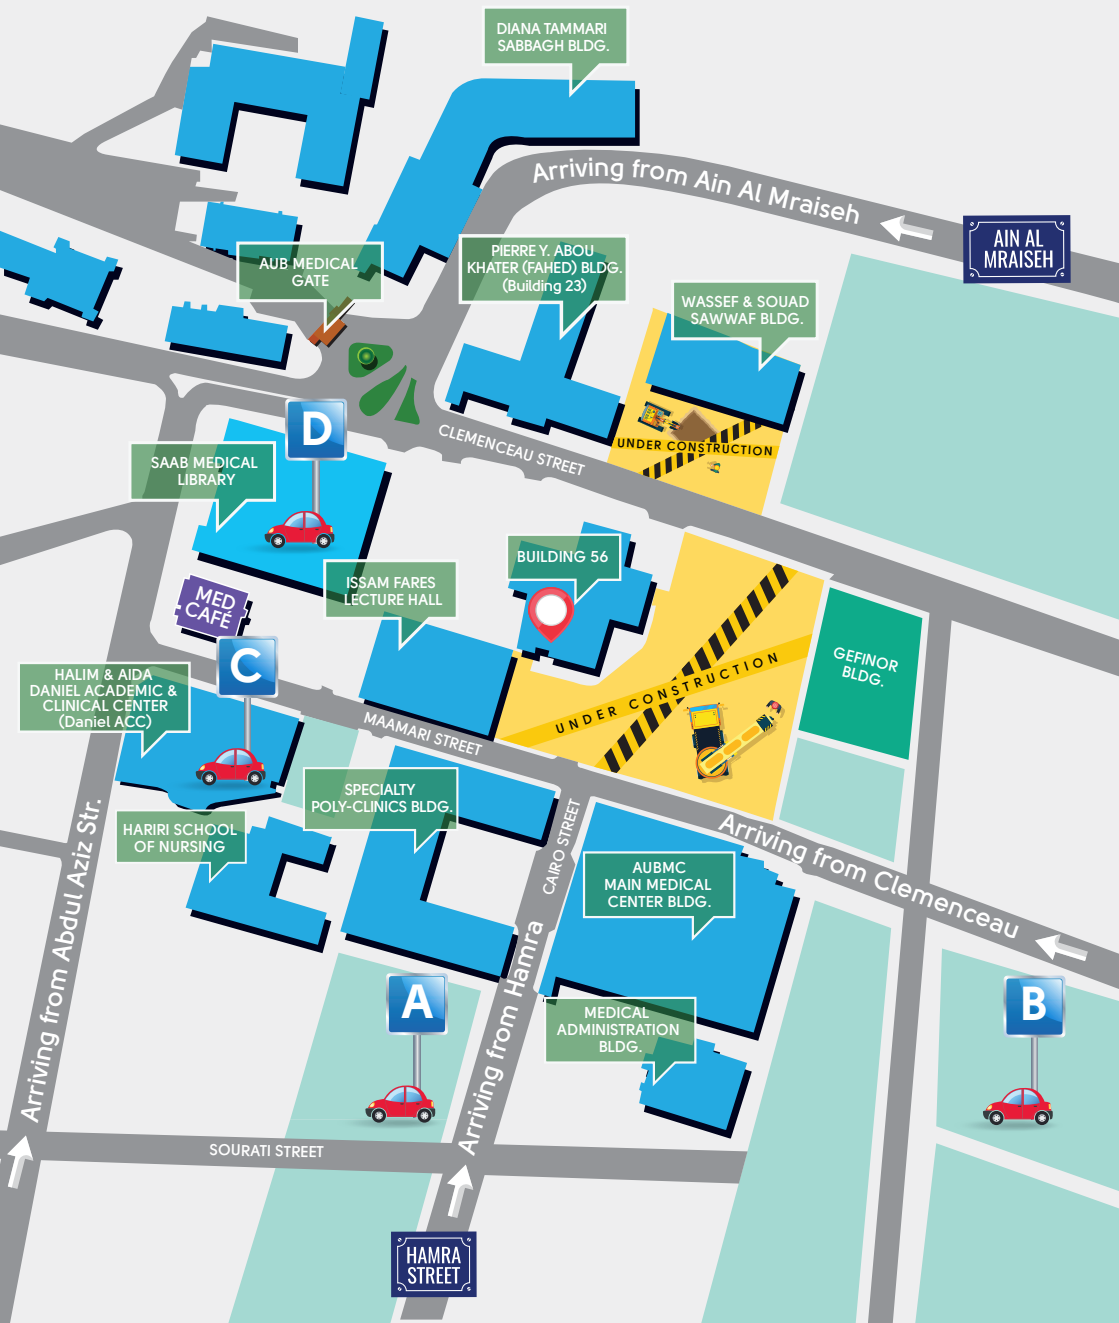 DIANA TAMMARI
SABBAGH BLDG.
Arriving from Ain Al Mraiseh
AIN AL
MRAISEH
AUB MEDICAL
GATE
PIERRE Y. ABOU
KHATER (FAHED) BLDG.
(Building 23)
WASSEF & SOUAD
SAWWAF BLDG.
UNDER CONSTRUCTION
CLEMENCEAU STREET
D
SAAB MEDICAL
LIBRARY
BUILDING 56
ISSAM FARES
LECTURE HALL
MED
CAFÉ
C
GEFINOR
BLDG.
HALIM & AIDA
DANIEL ACADEMIC &
CLINICAL CENTER
(Daniel ACC)
UNDER CONSTRUCTION
MAAMARI STREET
SPECIALTY
POLY-CLINICS BLDG.
HARIRI SCHOOL
OF NURSING
CAIRO STREET
Arriving from Clemenceau
AUBMC
MAIN MEDICAL
CENTER BLDG.
Arriving from Abdul Aziz Str.
Arriving from Hamra
A
B
MEDICAL
ADMINISTRATION
BLDG.
SOURATI STREET
HAMRA
STREET